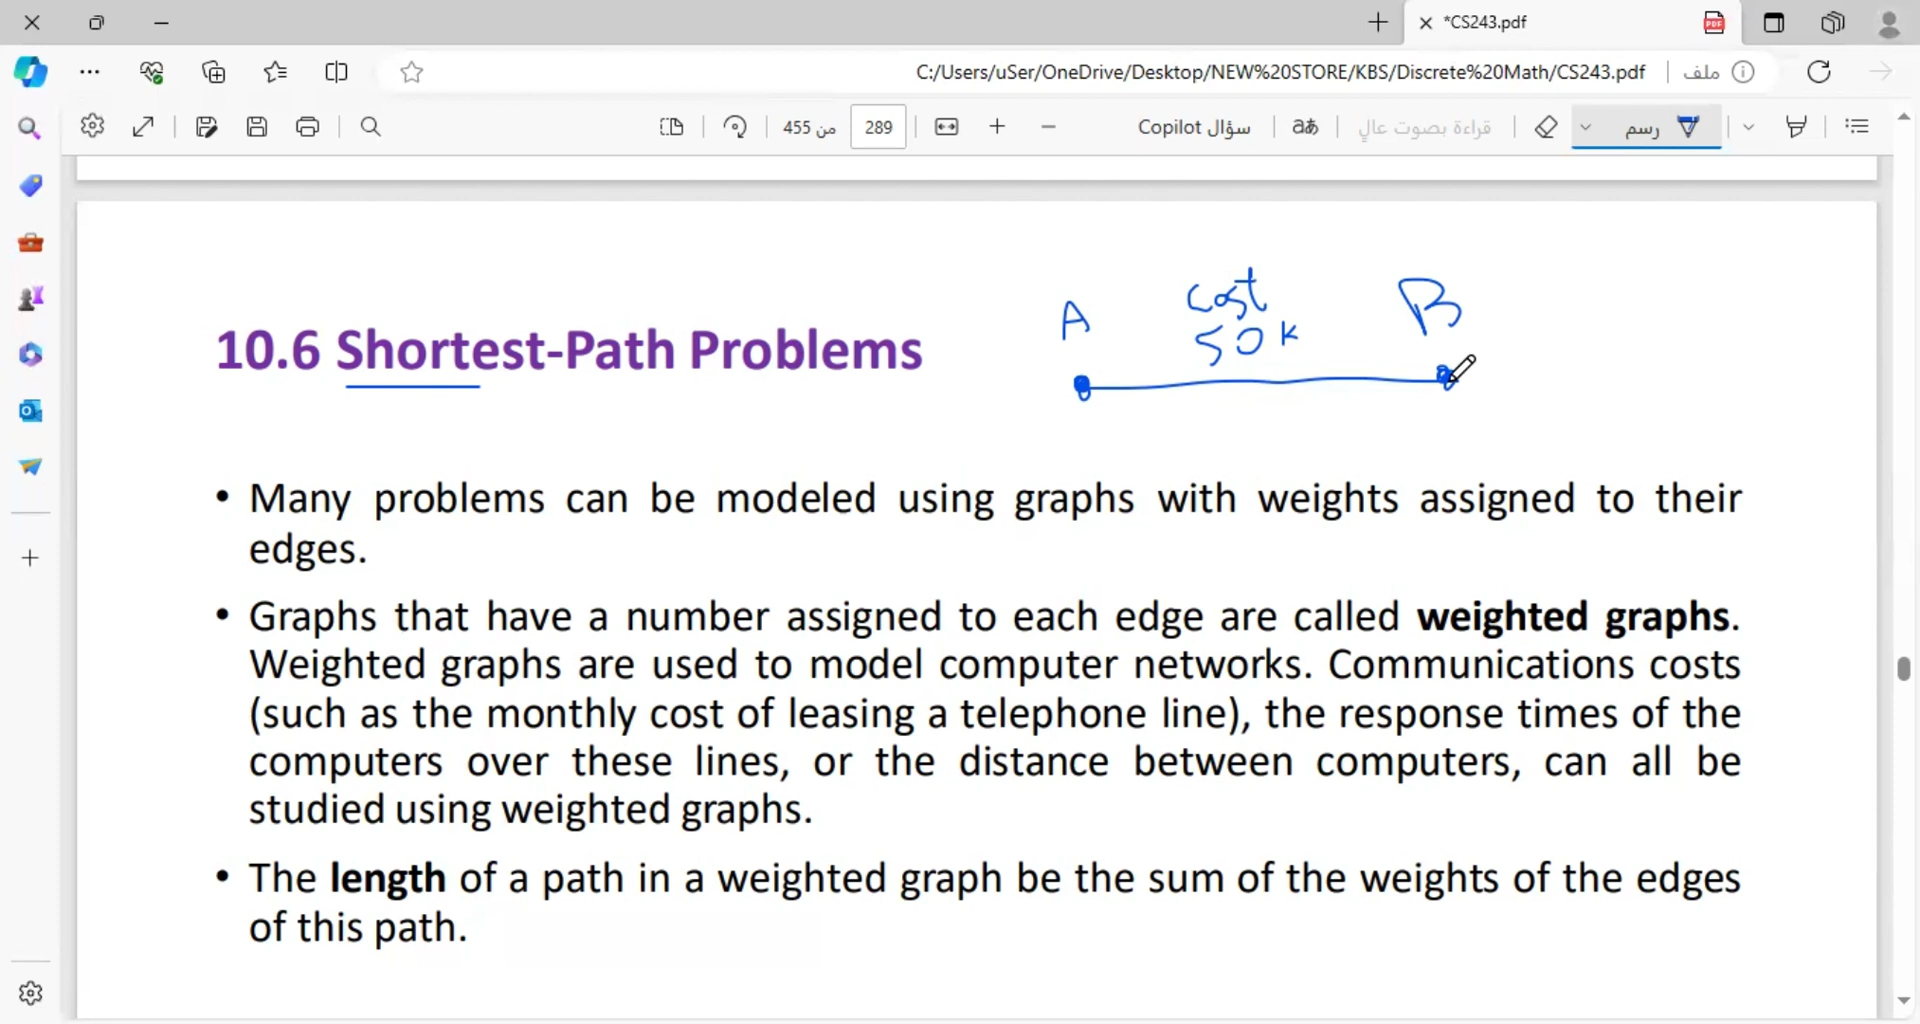 *CS243.pdf
C:/Users/uSer/OneDrive/Desktop/NEW%20STORE/KBS/Discrete%20Math/CS243.pdf
ملف
من 455
289
سؤال Copilot
aあ
قراءة بصوت عالٍ
رسم
PDF
A
cost
50 K
B
10.6 Shortest-Path Problems
• Many problems can be modeled using graphs with weights assigned to their
edges.
• Graphs that have a number assigned to each edge are called weighted graphs.
Weighted graphs are used to model computer networks. Communications costs
(such as the monthly cost of leasing a telephone line), the response times of the
computers over these lines, or the distance between computers, can all be
studied using weighted graphs.
• The length of a path in a weighted graph be the sum of the weights of the edges
of this path.